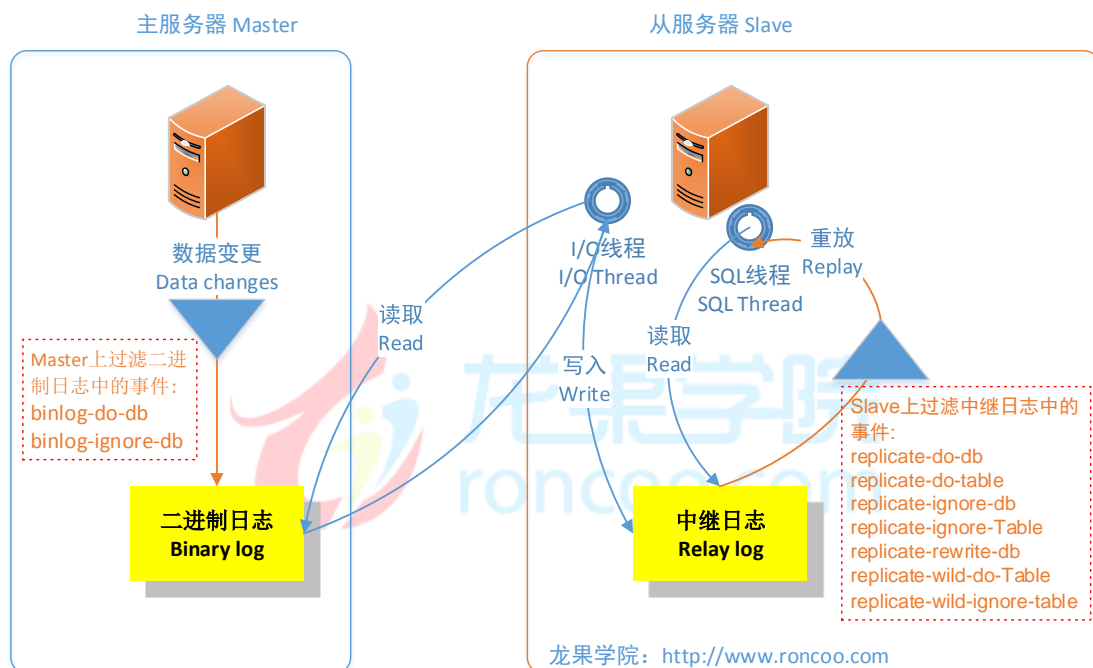 主服务器 Master
从服务器 Slave
数据变更
Data changes
Master上过滤二进
制日志中的事件:
binlog-do-db
binlog-ignore-db
二进制日志
Binary log
读取
Read
I/O线程
I/O Thread
写入
Write
SQL线程
SQL Thread
读取
Read
重放
Replay
中继日志
Relay log
Slave上过滤中继日志中的
事件:
replicate-do-db
replicate-do-table
replicate-ignore-db
replicate-ignore-Table
replicate-rewrite-db
replicate-wild-do-Table
replicate-wild-ignore-table
龙果学院
roncoo.com
龙果学院：http://www.roncoo.com